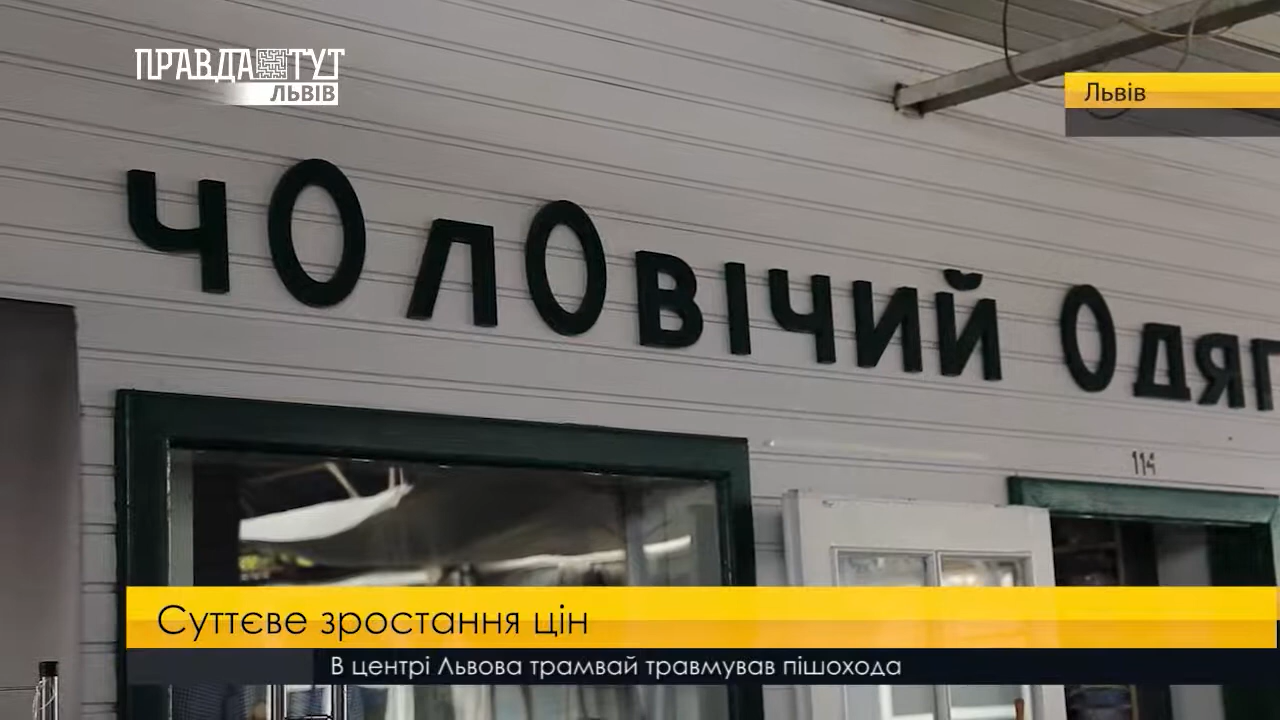 ПРАВДА ТУТ
ЛЬВІВ
Львів
чОлОвічий Одяг
114
Суттєве зростання цін
В центрі Львова трамвай травмував пішохода